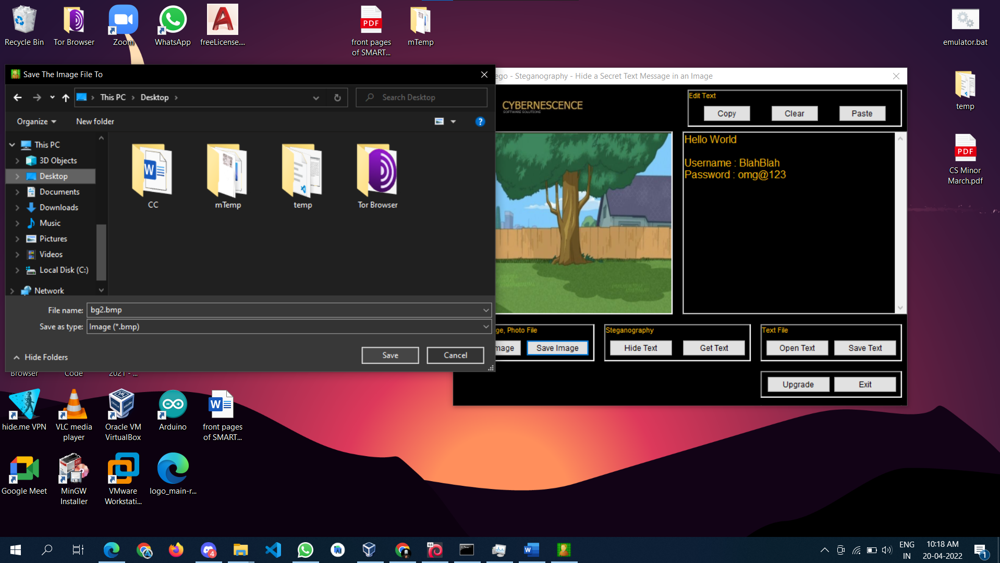 Recycle Bin
Tor Browser
Zoom
WhatsApp
freeLicense....
PDF
front pages
of SMART...
mTemp
emulator.bat
temp
PDF
CS Minor
March.pdf
Save The Image File To
This PC
Desktop
Search Desktop
Organize
New folder
?
This PC
3D Objects
Desktop
Documents
Downloads
Music
Pictures
Videos
Local Disk (C:)
Network
W
CC
mTemp
temp
Tor Browser
File name:
bg2.bmp
Save as type:
Image (*.bmp)
Hide Folders
Save
Cancel
ego - Steganography - Hide a Secret Text Message in an Image
CYBERNESCENCE
SOFTWARE SOLUTIONS
Edit Text
Copy
Clear
Paste
Hello World
Username : BlahBlah
Password : omg@123
ge, Photo File
mage
Save Image
Steganography
Hide Text
Get Text
Text File
Open Text
Save Text
Upgrade
Exit
Browser
Code
2021 - ...
hide.me VPN
VLC media
player
Oracle VM
VirtualBox
Arduino
W
front pages
of SMART...
Google Meet
MinGW
Installer
VMware
Workstati...
logo_main-r...
4
64
W
ENG
IN
10:18 AM
20-04-2022
1